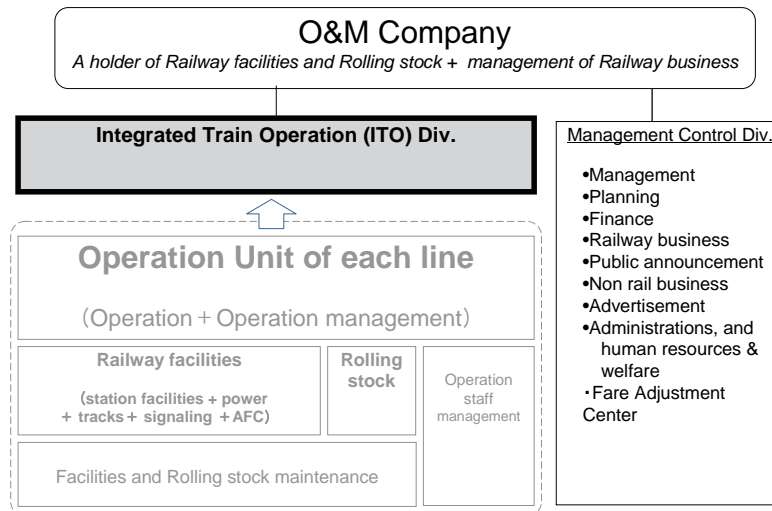 O&M Company
A holder of Railway facilities and Rolling stock + management of Railway business
Integrated Train Operation (ITO) Div.
Management Control Div.
•Management
•Planning
•Finance
•Railway business
•Public announcement
•Non rail business
•Advertisement
•Administrations, and
human resources &
welfare
・Fare Adjustment
Center
Operation Unit of each line
（Operation＋Operation management）
Railway facilities
(station facilities + power
+ tracks + signaling +AFC)
Rolling
stock
Operation
staff
management
Facilities and Rolling stock maintenance